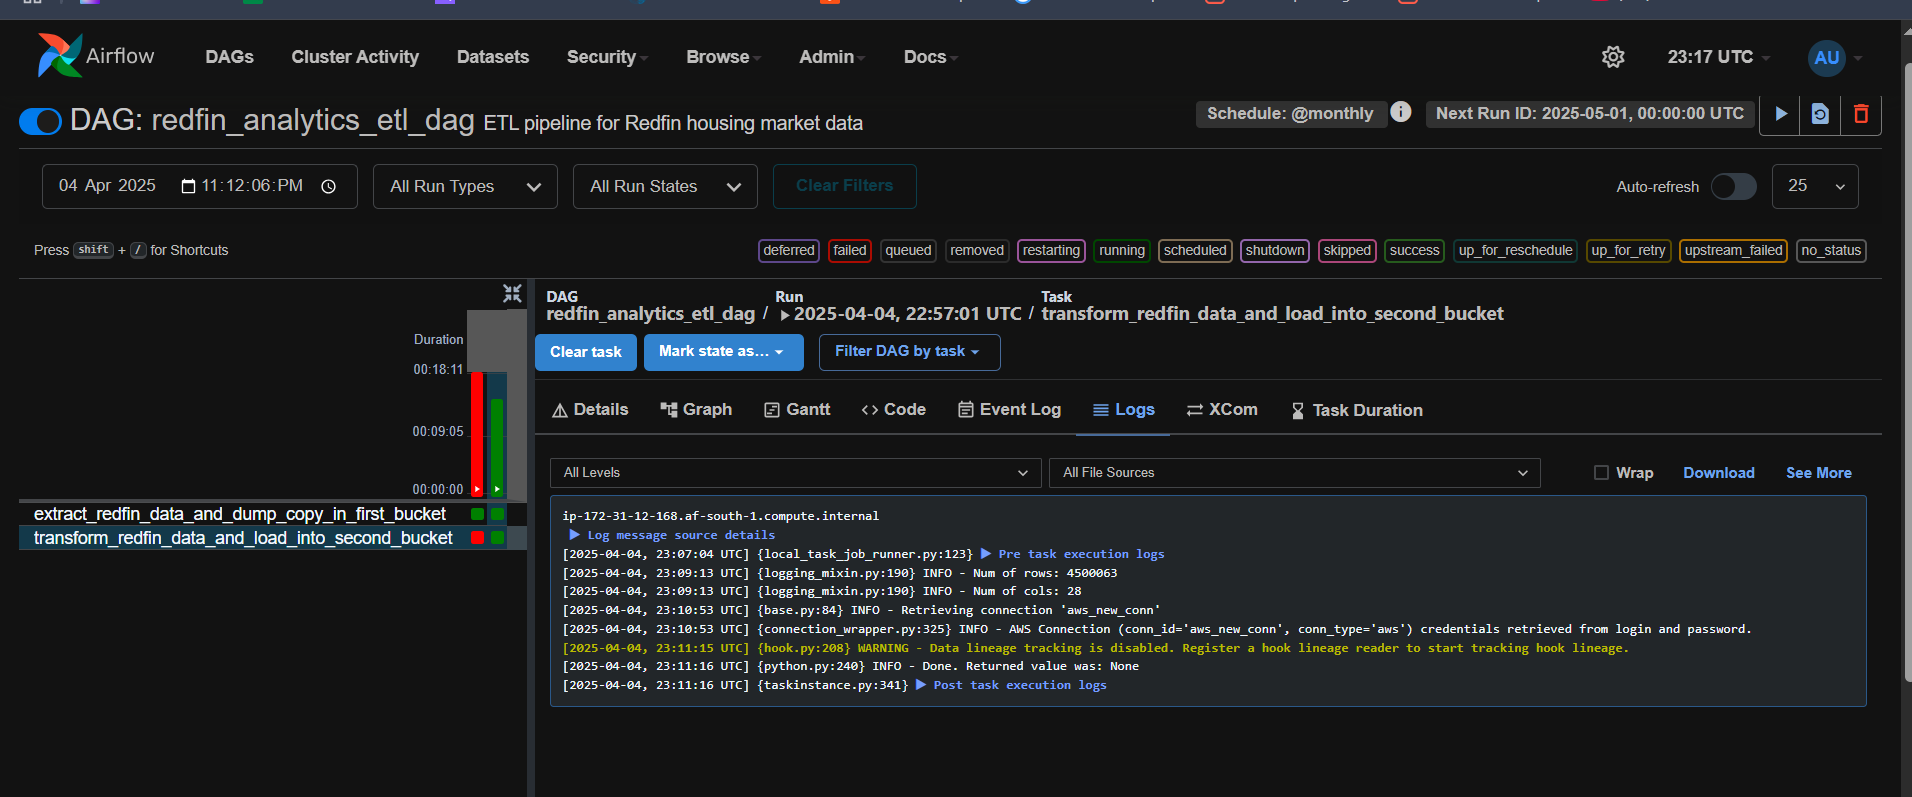 Airflow
DAGs Cluster Activity Datasets Security Browse Admin Docs 23:17 UTC AU
DAG: redfin_analytics_etl_dag ETL pipeline for Redfin housing market data
Schedule: @monthly i Next Run ID: 2025-05-01, 00:00:00 UTC
04 Apr 2025 11:12:06:PM All Run Types All Run States Clear Filters Auto-refresh 25
Press shift + / for Shortcuts
deferred failed queued removed restarting running scheduled shutdown skipped success up_for_reschedule up_for_retry upstream_failed no_status
Duration
00:18:11
00:09:05
00:00:00
extract_redfin_data_and_dump_copy_in_first_bucket
transform_redfin_data_and_load_into_second_bucket
DAG Run Task
redfin_analytics_etl_dag / 2025-04-04, 22:57:01 UTC / transform_redfin_data_and_load_into_second_bucket
Clear task Mark state as... Filter DAG by task
Details Graph Gantt Code Event Log Logs XCom Task Duration
All Levels All File Sources Wrap Download See More
ip-172-31-12-168.af-south-1.compute.internal
Log message source details
[2025-04-04, 23:07:04 UTC] {local_task_job_runner.py:123} Pre task execution logs
[2025-04-04, 23:09:13 UTC] {logging_mixin.py:190} INFO - Num of rows: 4500063
[2025-04-04, 23:09:13 UTC] {logging_mixin.py:190} INFO - Num of cols: 28
[2025-04-04, 23:10:53 UTC] {base.py:84} INFO - Retrieving connection 'aws_new_conn'
[2025-04-04, 23:10:53 UTC] {connection_wrapper.py:325} INFO - AWS Connection (conn_id='aws_new_conn', conn_type='aws') credentials retrieved from login and password.
[2025-04-04, 23:11:15 UTC] {hook.py:208} WARNING - Data lineage tracking is disabled. Register a hook lineage reader to start tracking hook lineage.
[2025-04-04, 23:11:16 UTC] {python.py:240} INFO - Done. Returned value was: None
[2025-04-04, 23:11:16 UTC] {taskinstance.py:341} Post task execution logs